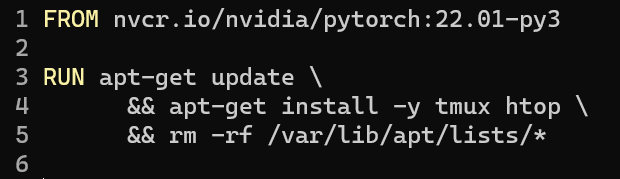 1 FROM nvcr.io/nvidia/pytorch:22.01-py3
2
3 RUN apt-get update \
4       && apt-get install -y tmux htop \
5       && rm -rf /var/lib/apt/lists/*
6